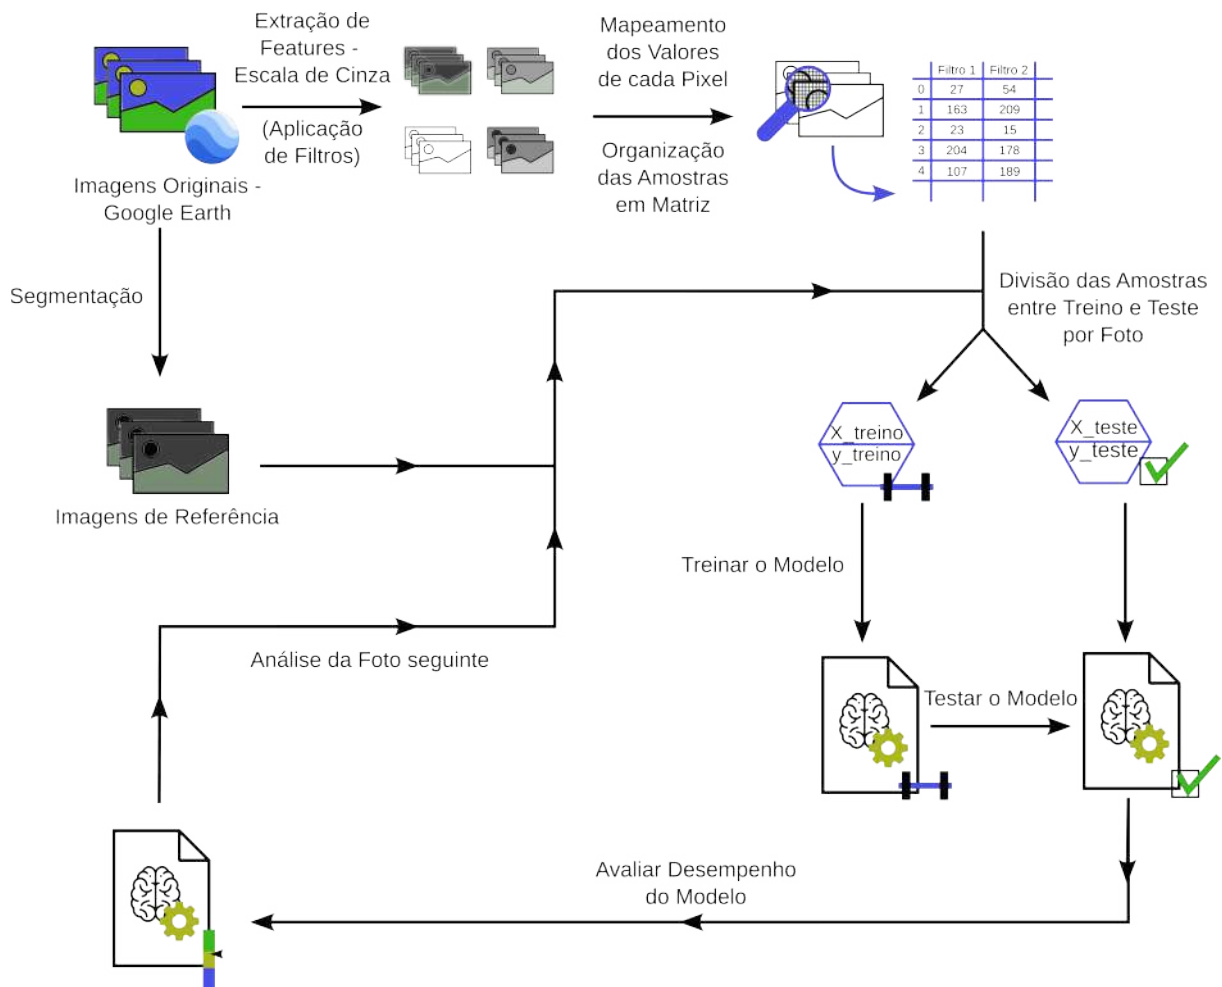 Extração de
Features -
Escala de Cinza
(Aplicação
de Filtros)
Mapeamento
dos Valores
de cada Pixel
Organização
das Amostras
em Matriz
Filtro 1 Filtro 2
0 27 54
1 163 209
2 23 15
3 204 178
4 107 189
Imagens Originais -
Google Earth
Segmentação
Divisão das Amostras
entre Treino e Teste
por Foto
X_treino
y_treino
X_teste
y_teste
Imagens de Referência
Treinar o Modelo
Análise da Foto seguinte
Testar o Modelo
Avaliar Desempenho
do Modelo